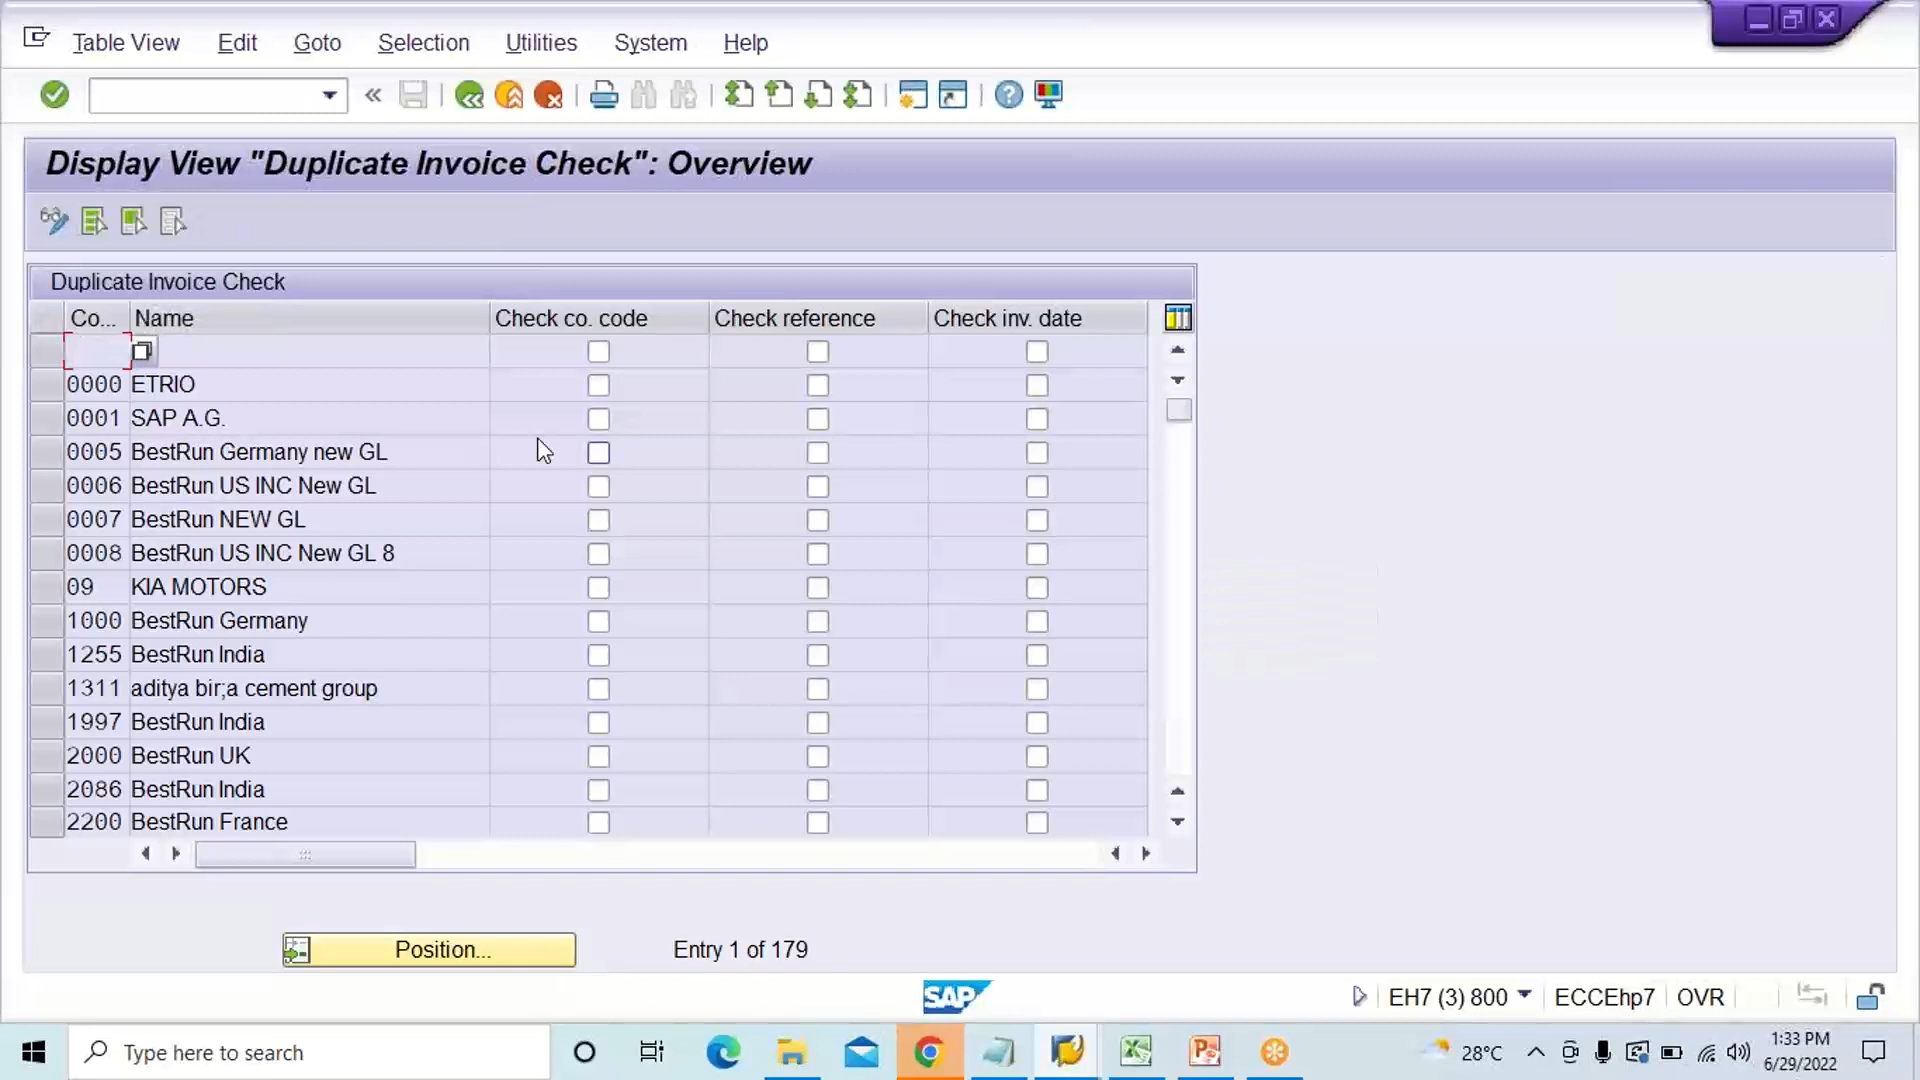 Table View Edit Goto Selection Utilities System Help
Display View "Duplicate Invoice Check": Overview
Duplicate Invoice Check
Co... Name Check co. code Check reference Check inv. date
0000 ETRIO
0001 SAP A.G.
0005 BestRun Germany new GL
0006 BestRun US INC New GL
0007 BestRun NEW GL
0008 BestRun US INC New GL 8
09 KIA MOTORS
1000 BestRun Germany
1255 BestRun India
1311 aditya bir;a cement group
1997 BestRun India
2000 BestRun UK
2086 BestRun India
2200 BestRun France
Position... Entry 1 of 179
SAP EH7 (3) 800 ECCEhp7 OVR
Type here to search 28°C 1:33 PM
6/29/2022